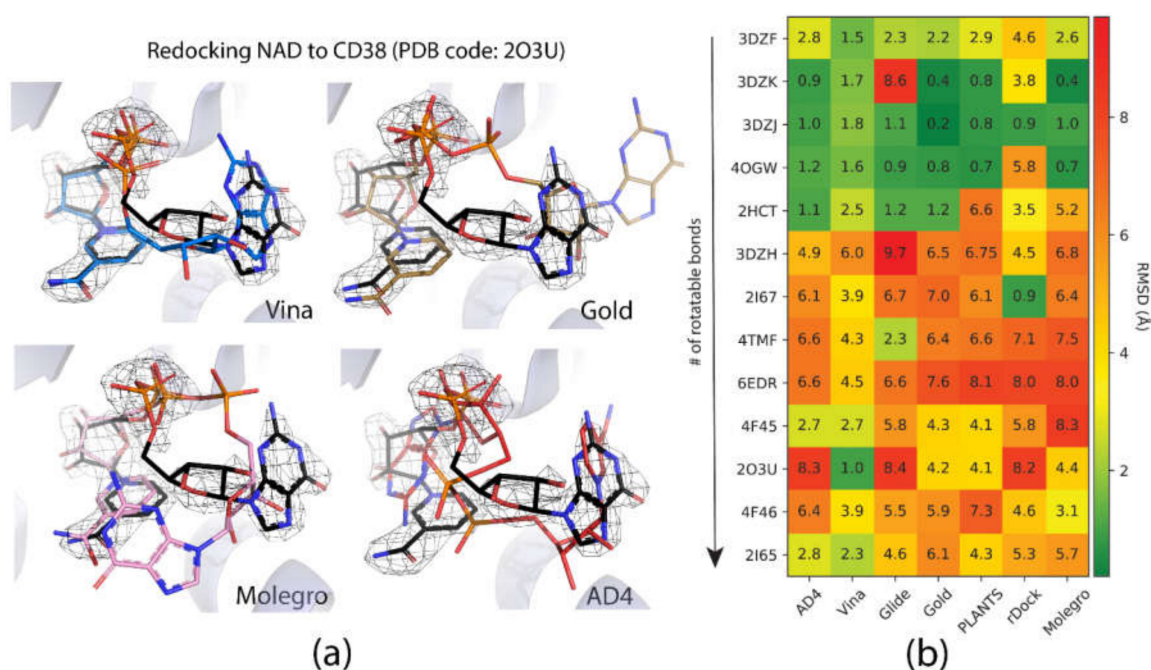 Redocking NAD to CD38 (PDB code: 2O3U)
Vina
Gold
Molegro
AD4
(a)
# of rotatable bonds
3DZF 2.8 1.5 2.3 2.2 2.9 4.6 2.6
3DZK 0.9 1.7 8.6 0.4 0.8 3.8 0.4
3DZJ 1.0 1.8 1.1 0.2 0.8 0.9 1.0
4OGW 1.2 1.6 0.9 0.8 0.7 5.8 0.7
2HCT 1.1 2.5 1.2 1.2 6.6 3.5 5.2
3DZH 4.9 6.0 9.7 6.5 6.75 4.5 6.8
2I67 6.1 3.9 6.7 7.0 6.1 0.9 6.4
4TMF 6.6 4.3 2.3 6.4 6.6 7.1 7.5
6EDR 6.6 4.5 6.6 7.6 8.1 8.0 8.0
4F45 2.7 2.7 5.8 4.3 4.1 5.8 8.3
2O3U 8.3 1.0 8.4 4.2 4.1 8.2 4.4
4F46 6.4 3.9 5.5 5.9 7.3 4.6 3.1
2I65 2.8 2.3 4.6 6.1 4.3 5.3 5.7
AD4 Vina Glide Gold PLANTS rDock Molegro
8
6
4
2
RMSD (Å)
(b)